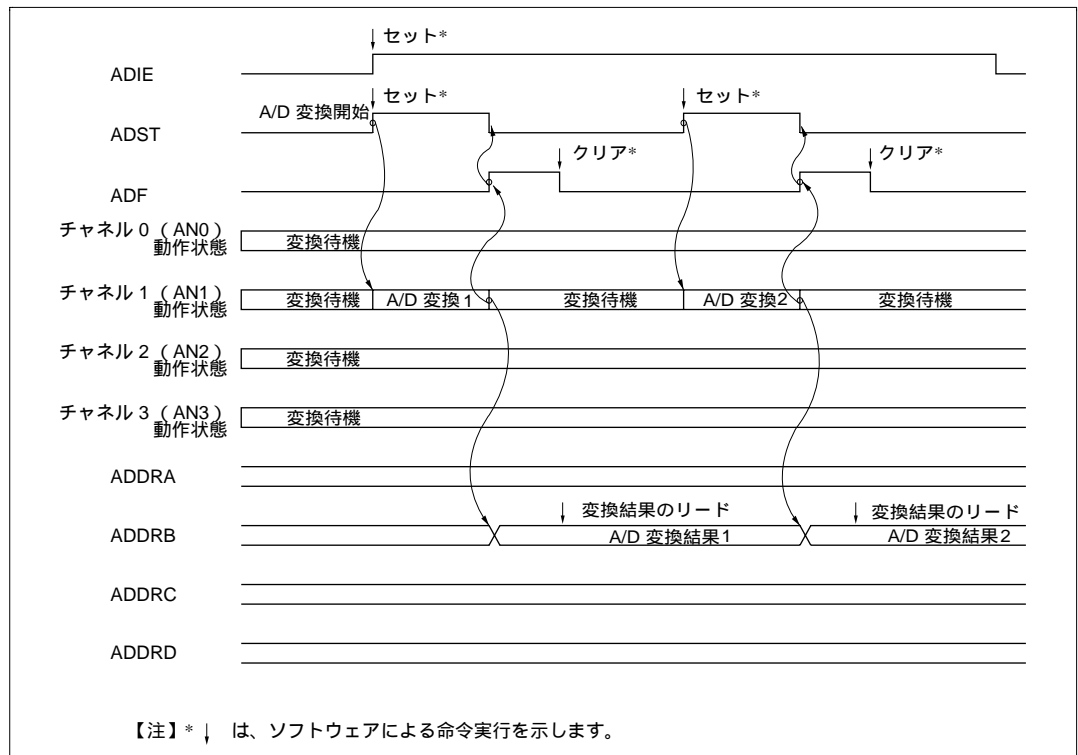 セット*
ADIE
A/D 変換開始 セット* セット*
ADST
クリア* クリア*
ADF
チャネル 0（AN0）
動作状態 変換待機
チャネル 1（AN1）
動作状態 変換待機 A/D 変換1 変換待機 A/D 変換2 変換待機
チャネル 2（AN2）
動作状態 変換待機
チャネル 3（AN3）
動作状態 変換待機
ADDRA
変換結果のリード 変換結果のリード
ADDRB A/D 変換結果1 A/D 変換結果2
ADDRC
ADDRD
【注】*↓ は、ソフトウェアによる命令実行を示します。